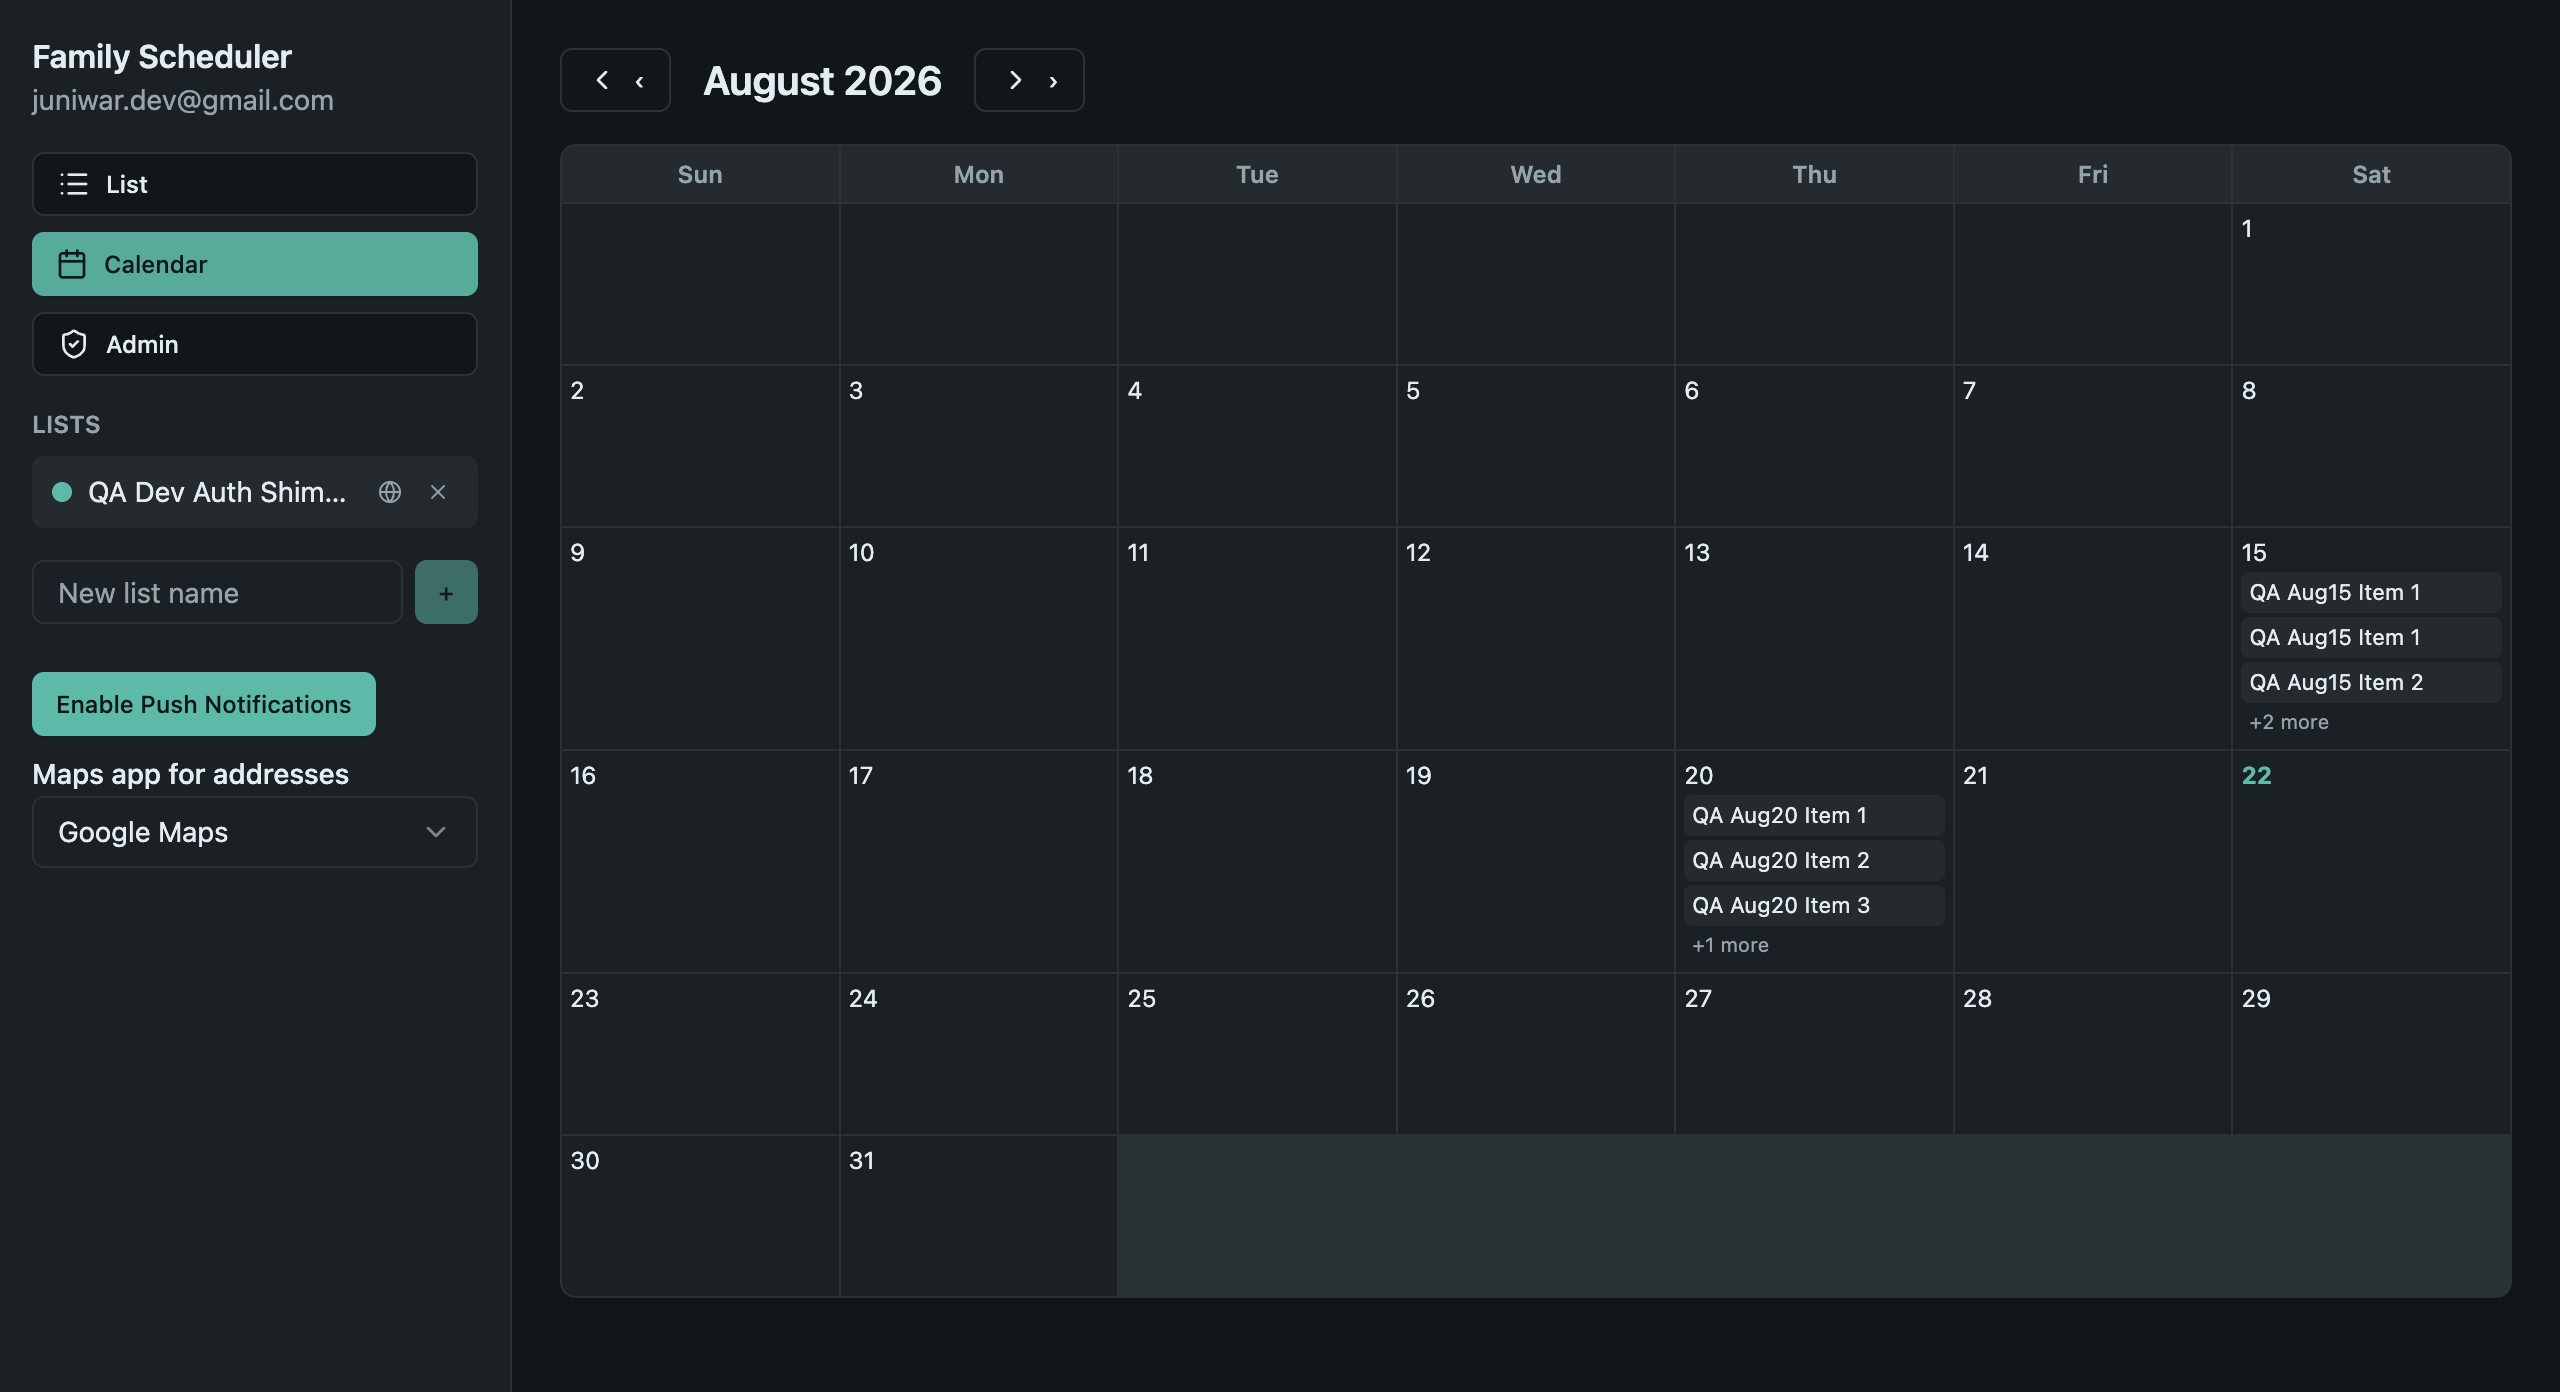 Family Scheduler
juniwar.dev@gmail.com
List
Calendar
Admin
LISTS
QA Dev Auth Shim...
New list name
+
Enable Push Notifications
Maps app for addresses
Google Maps
‹
August 2026
›
Sun Mon Tue Wed Thu Fri Sat
1
2 3 4 5 6 7 8
9 10 11 12 13 14 15
QA Aug15 Item 1
QA Aug15 Item 1
QA Aug15 Item 2
+2 more
16 17 18 19 20 21 22
QA Aug20 Item 1
QA Aug20 Item 2
QA Aug20 Item 3
+1 more
23 24 25 26 27 28 29
30 31